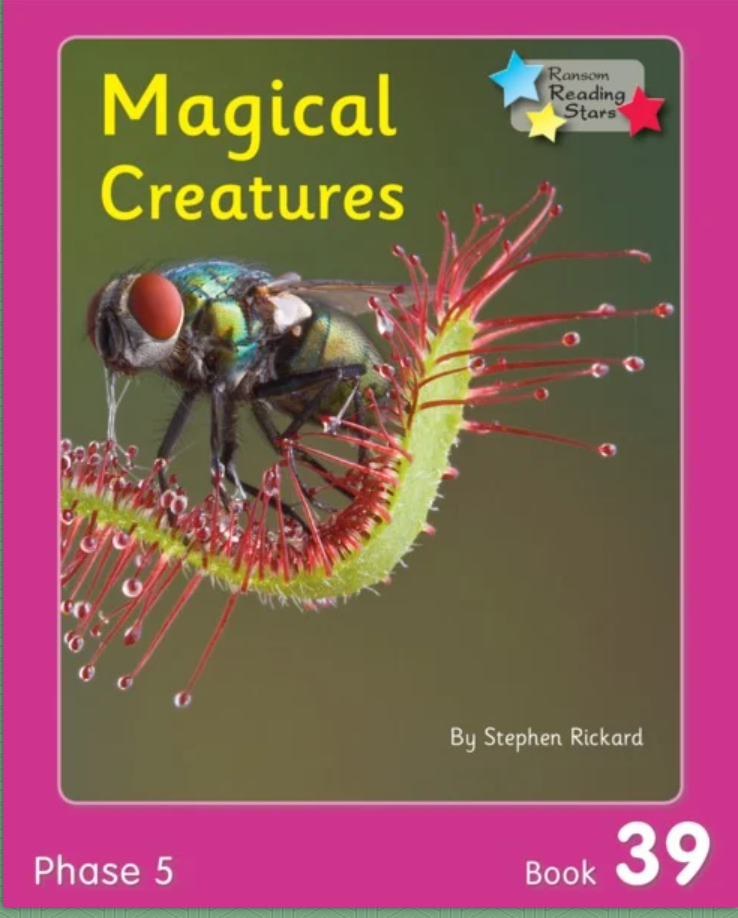 Magical
Creatures
Ransom
Reading
Stars
By Stephen Rickard
Phase 5
Book 39